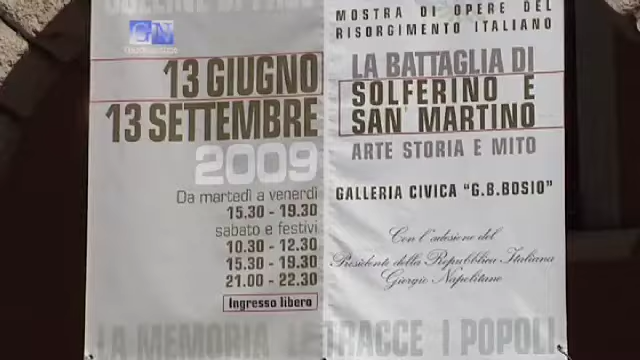 GN
13 GIUGNO
13 SETTEMBRE
2009
Da martedì a venerdì
15.30 - 19.30
sabato e festivi
10.30 - 12.30
15.30 - 19.30
21.00 - 22.30
Ingresso libero
LA MEMORIA LE TRACCE I POPOLI
MOSTRA DI OPERE DEL
RISORGIMENTO ITALIANO
LA BATTAGLIA DI
SOLFERINO E
SAN MARTINO
ARTE STORIA E MITO
GALLERIA CIVICA "G.B.BOSIO"
Con l'adesione del
Presidente della Repubblica Italiana
Giorgio Napolitano